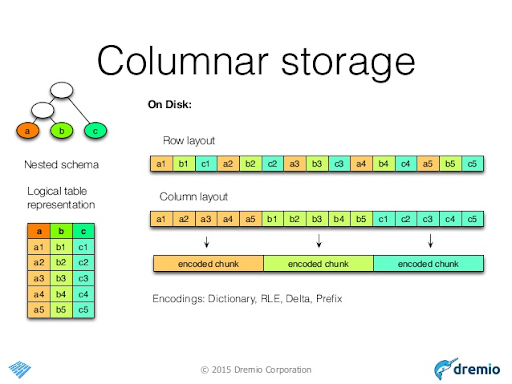 Columnar storage
On Disk:
a b c
Nested schema
Row layout
a1 b1 c1 a2 b2 c2 a3 b3 c3 a4 b4 c4 a5 b5 c5
Logical table
representation
Column layout
a1 a2 a3 a4 a5 b1 b2 b3 b4 b5 c1 c2 c3 c4 c5
a b c
a1 b1 c1
a2 b2 c2
a3 b3 c3
a4 b4 c4
a5 b5 c5
encoded chunk encoded chunk encoded chunk
Encodings: Dictionary, RLE, Delta, Prefix
© 2015 Dremio Corporation
dremio